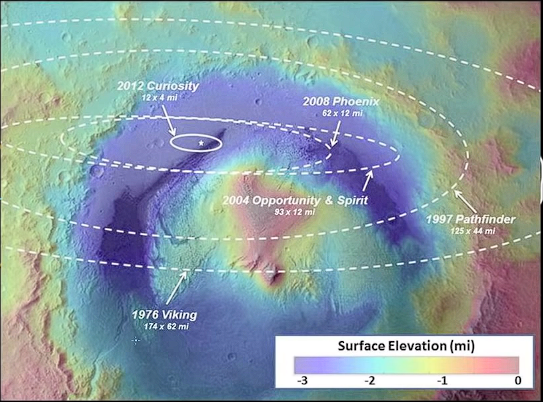 2012 Curiosity
12 x 4 mi
2008 Phoenix
62 x 12 mi
2004 Opportunity & Spirit
93 x 12 mi
1997 Pathfinder
125 x 44 mi
1976 Viking
174 x 62 mi
Surface Elevation (mi)
-3 -2 -1 0